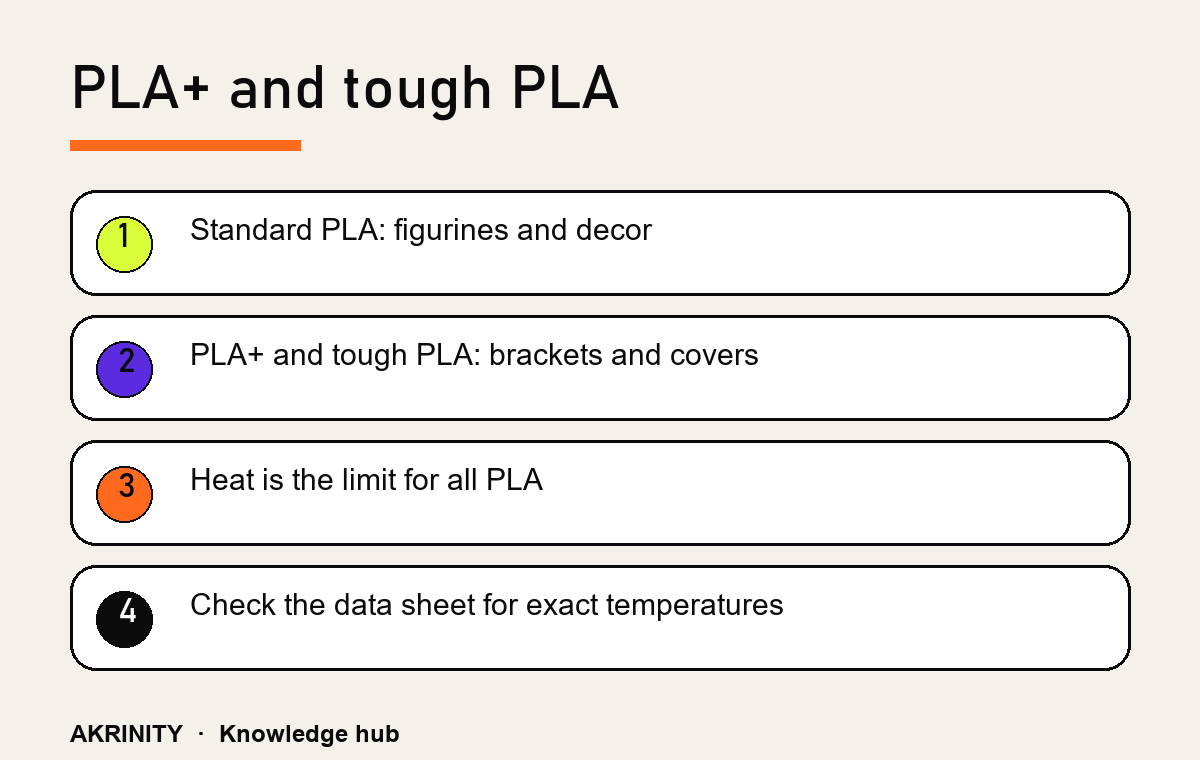 PLA+ and tough PLA
1 Standard PLA: figurines and decor
2 PLA+ and tough PLA: brackets and covers
3 Heat is the limit for all PLA
4 Check the data sheet for exact temperatures
AKRINITY · Knowledge hub